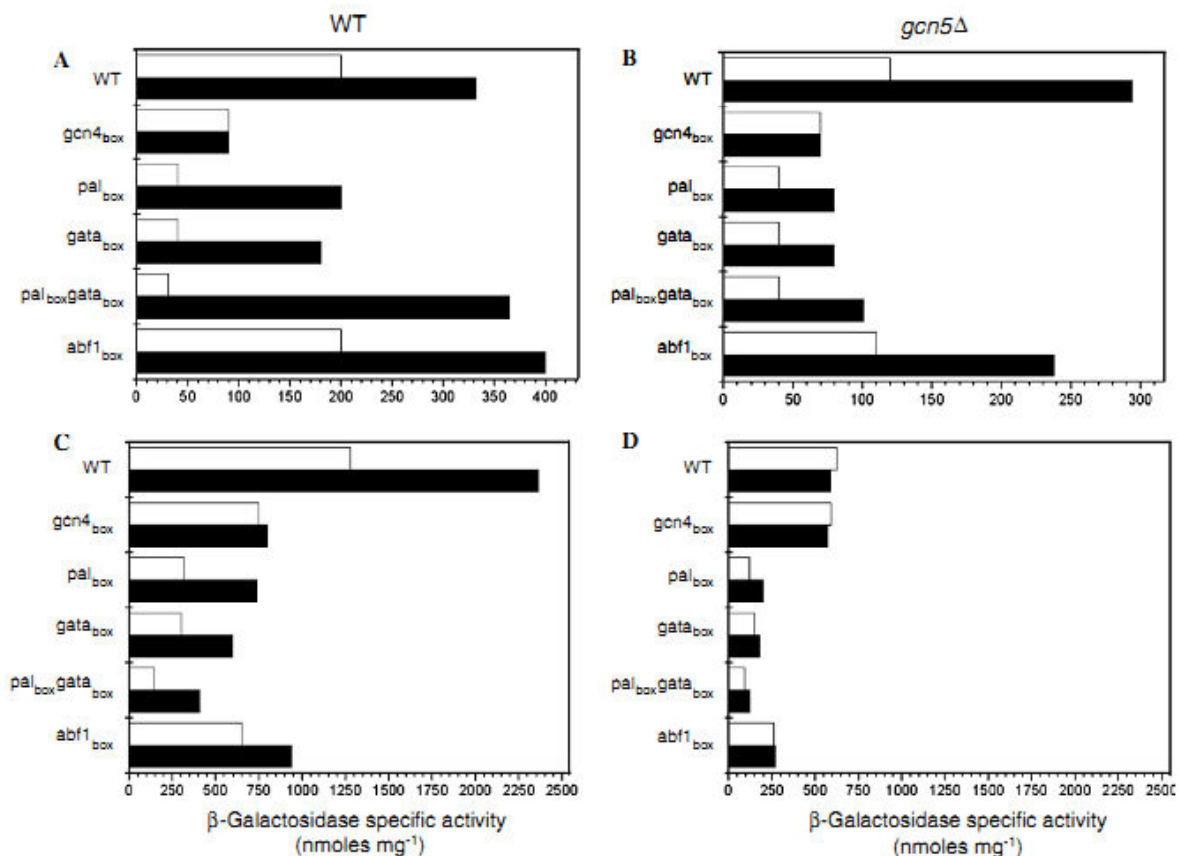 WT
gcn5Δ
A
WT
gcn4box
palbox
gatabox
palboxgatabox
abf1box
0 50 100 150 200 250 300 350 400
B
WT
gcn4box
palbox
gatabox
palboxgatabox
abf1box
0 50 100 150 200 250 300
C
WT
gcn4box
palbox
gatabox
palboxgatabox
abf1box
0 250 500 750 1000 1250 1500 1750 2000 2250 2500
β-Galactosidase specific activity
(nmoles mg-1)
D
WT
gcn4box
palbox
gatabox
palboxgatabox
abf1box
0 250 500 750 1000 1250 1500 1750 2000 2250 2500
β-Galactosidase specific activity
(nmoles mg-1)